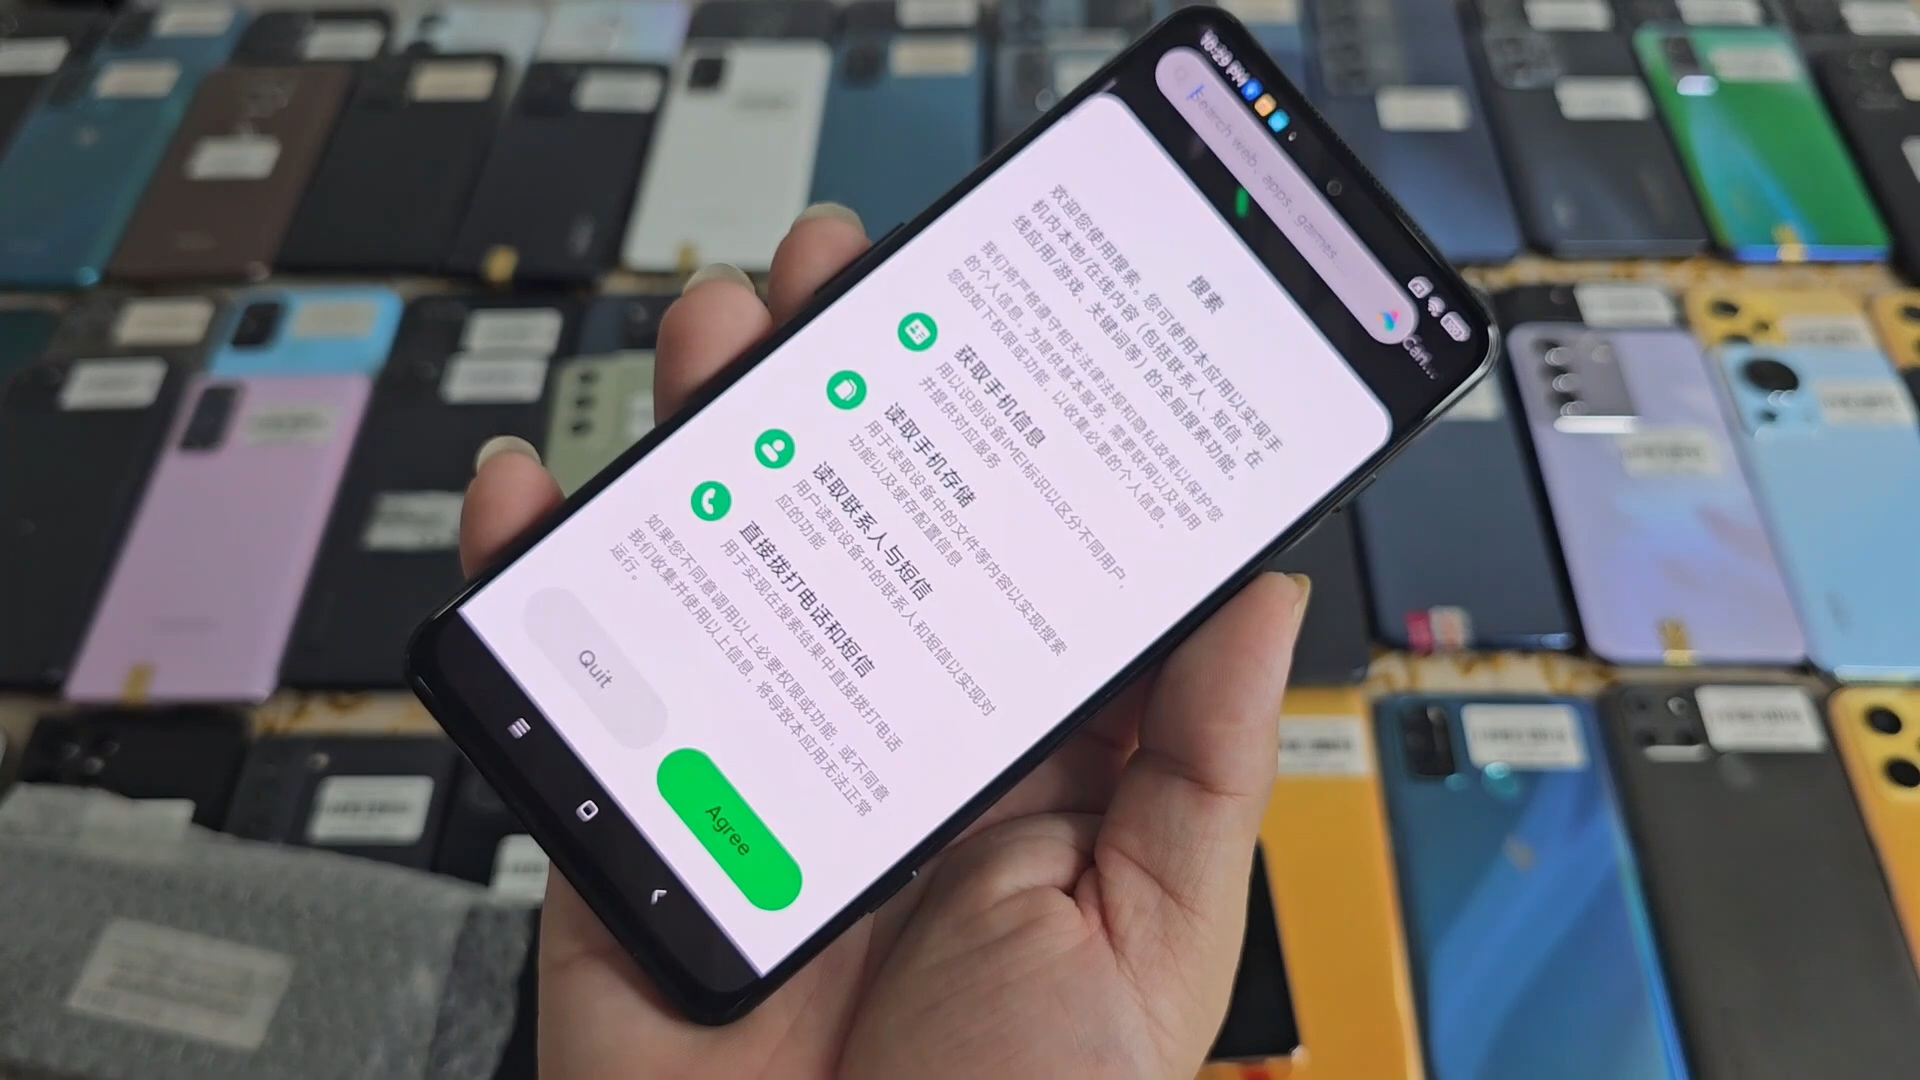 10:29 PM
Search web、apps、games...
Can...
搜索
欢迎您使用搜索。您可使用本应用以实现手
机内本地/在线内容（包括联系人、短信、在
线应用/游戏、关键词等）的全局搜索功能。
我们将严格遵守相关法律法规和隐私政策以保护您
的个人信息。为提供基本服务，需要联网以及调用
您的如下权限或功能，以收集必要的个人信息。
获取手机信息
用以识别设备IMEI标识以区分不同用户，
并提供对应服务
读取手机存储
用于读取设备中的文件等内容以实现搜索
功能以及缓存配置信息
读取联系人与短信
用户读取设备中的联系人和短信以实现对
应的功能
直接拨打电话和短信
用于实现在搜索结果中直接拨打电话
如果您不同意调用以上必要权限或功能，或不同意
我们收集并使用以上信息，将导致本应用无法正常
运行。
Quit
Agree